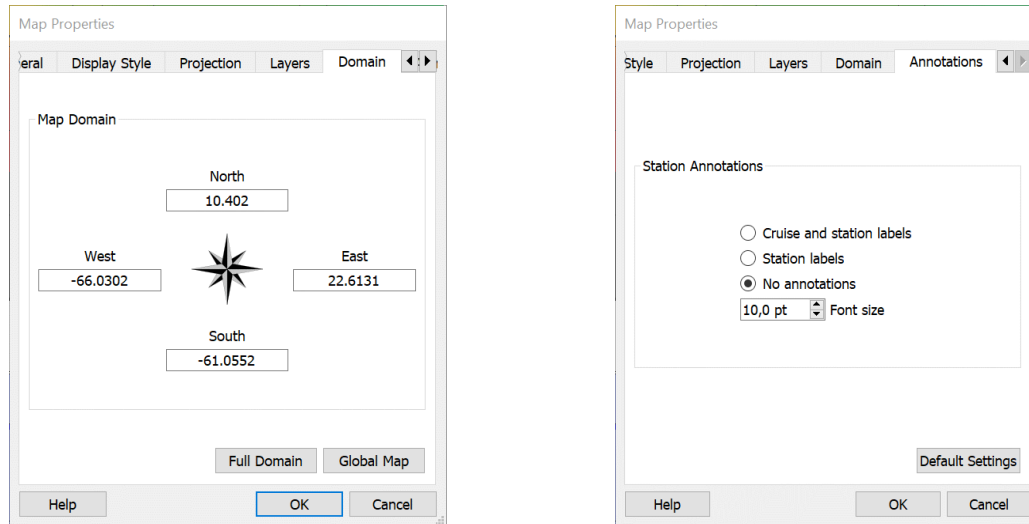 Map Properties
eral Display Style Projection Layers Domain
Map Domain
North
10.402
West
-66.0302
East
22.6131
South
-61.0552
Full Domain Global Map
Help OK Cancel
Map Properties
Style Projection Layers Domain Annotations
Station Annotations
Cruise and station labels
Station labels
No annotations
10,0 pt Font size
Default Settings
Help OK Cancel